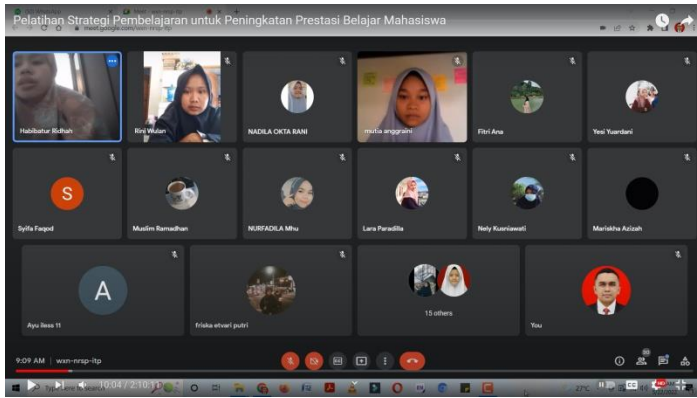 Pelatihan Strategi Pembelajaran untuk Peningkatan Prestasi Belajar Mahasiswa
Habibatur Ridhah
Rini Wulan
NADILA OKTA RANI
mutia anggraini
Fitri Ana
Yesi Yuardani
S
Syifa Faqod
Muslim Ramadhan
NURFADILA Mhu
Lara Paradilla
Nely Kusniawati
Mariskha Azizah
A
Ayu iless 11
friska etvari putri
15 others
You
9:09 AM | wxn-nrsp-itp
10:04 / 2:10:
27°C